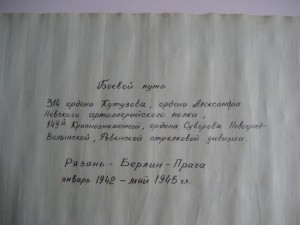 Боевой путь
314 ордена Кутузова, ордена Александра
Невского артиллерийского полка,
149й Краснознаменной, ордена Суворова Новоград-
Волынской, Ровенской стрелковой дивизии.
Рязань - Берлин - Прага
январь 1942 - май 1945 г.г.